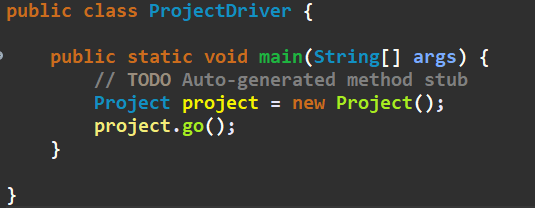 public class ProjectDriver {
public static void main(String[] args) {
// TODO Auto-generated method stub
Project project = new Project();
project.go();
}
}